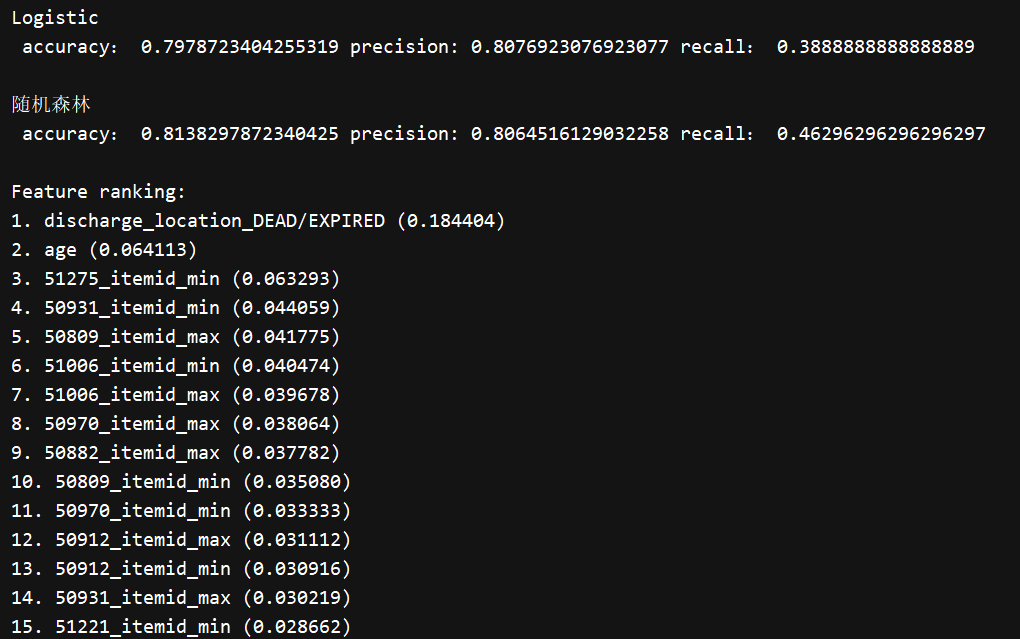 Logistic
accuracy: 0.7978723404255319 precision: 0.8076923076923077 recall: 0.3888888888888889
随机森林
accuracy: 0.8138297872340425 precision: 0.8064516129032258 recall: 0.46296296296296297
Feature ranking:
1. discharge_location_DEAD/EXPIRED (0.184404)
2. age (0.064113)
3. 51275_itemid_min (0.063293)
4. 50931_itemid_min (0.044059)
5. 50809_itemid_max (0.041775)
6. 51006_itemid_min (0.040474)
7. 51006_itemid_max (0.039678)
8. 50970_itemid_max (0.038064)
9. 50882_itemid_max (0.037782)
10. 50809_itemid_min (0.035080)
11. 50970_itemid_min (0.033333)
12. 50912_itemid_max (0.031112)
13. 50912_itemid_min (0.030916)
14. 50931_itemid_max (0.030219)
15. 51221_itemid_min (0.028662)